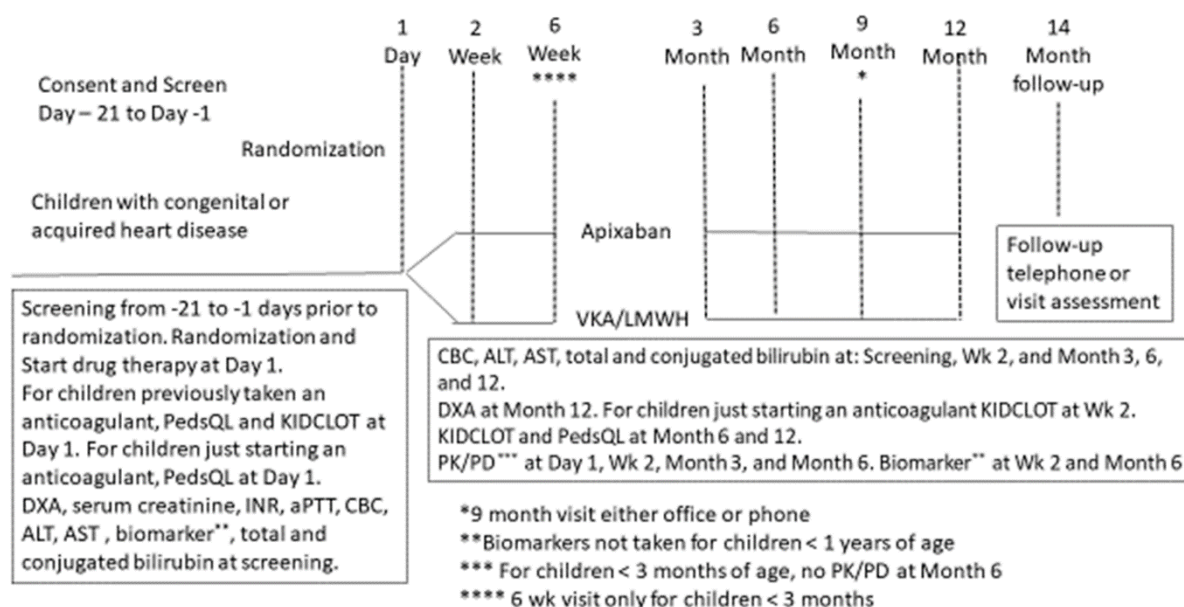 1
Day
2
Week
6
Week
****
3
Month
6
Month
9
Month
*
12
Month
14
Month
follow-up
Consent and Screen
Day – 21 to Day -1
Randomization
Children with congenital or
acquired heart disease
Apixaban
VKA/LMWH
Follow-up
telephone or
visit assessment
Screening from -21 to -1 days prior to
randomization. Randomization and
Start drug therapy at Day 1.
For children previously taken an
anticoagulant, PedsQL and KIDCLOT at
Day 1. For children just starting an
anticoagulant, PedsQL at Day 1.
DXA, serum creatinine, INR, aPTT, CBC,
ALT, AST , biomarker**, total and
conjugated bilirubin at screening.
CBC, ALT, AST, total and conjugated bilirubin at: Screening, Wk 2, and Month 3, 6,
and 12.
DXA at Month 12. For children just starting an anticoagulant KIDCLOT at Wk 2.
KIDCLOT and PedsQL at Month 6 and 12.
PK/PD*** at Day 1, Wk 2, Month 3, and Month 6. Biomarker** at Wk 2 and Month 6
*9 month visit either office or phone
**Biomarkers not taken for children < 1 years of age
*** For children < 3 months of age, no PK/PD at Month 6
**** 6 wk visit only for children < 3 months